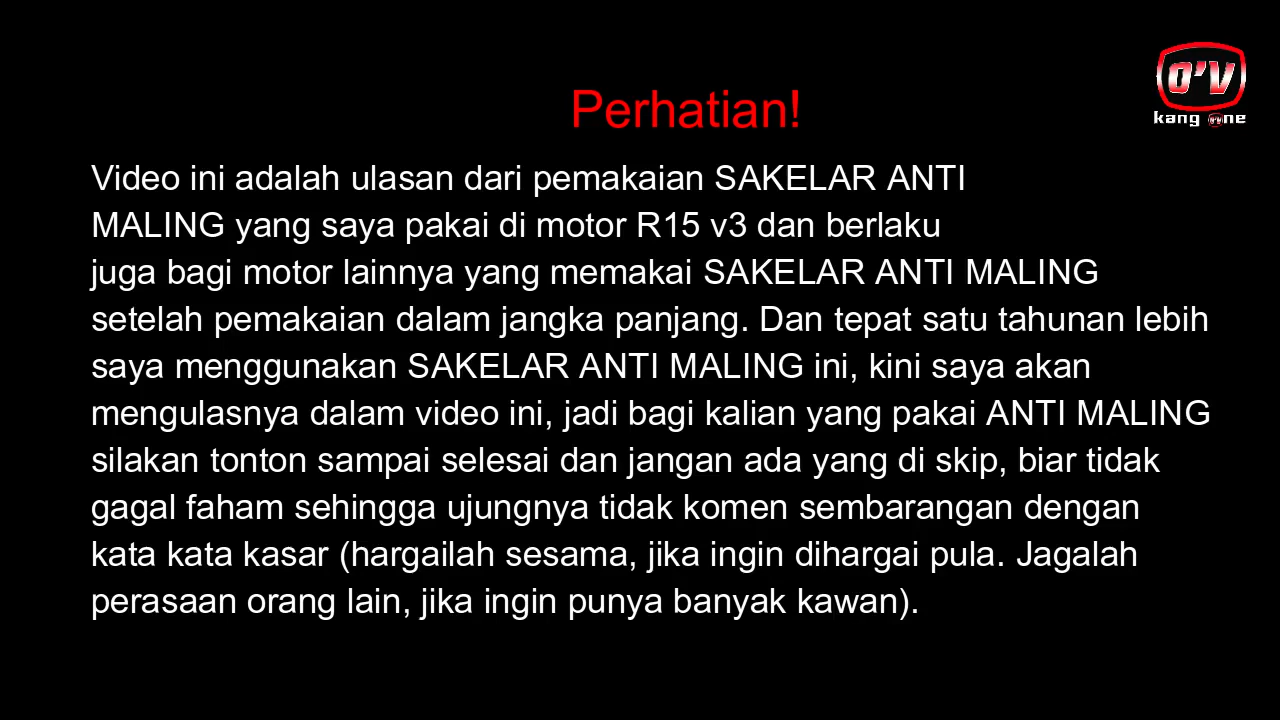 O'V
kang one
Perhatian!
Video ini adalah ulasan dari pemakaian SAKELAR ANTI
MALING yang saya pakai di motor R15 v3 dan berlaku
juga bagi motor lainnya yang memakai SAKELAR ANTI MALING
setelah pemakaian dalam jangka panjang. Dan tepat satu tahunan lebih
saya menggunakan SAKELAR ANTI MALING ini, kini saya akan
mengulasnya dalam video ini, jadi bagi kalian yang pakai ANTI MALING
silakan tonton sampai selesai dan jangan ada yang di skip, biar tidak
gagal faham sehingga ujungnya tidak komen sembarangan dengan
kata kata kasar (hargailah sesama, jika ingin dihargai pula. Jagalah
perasaan orang lain, jika ingin punya banyak kawan).